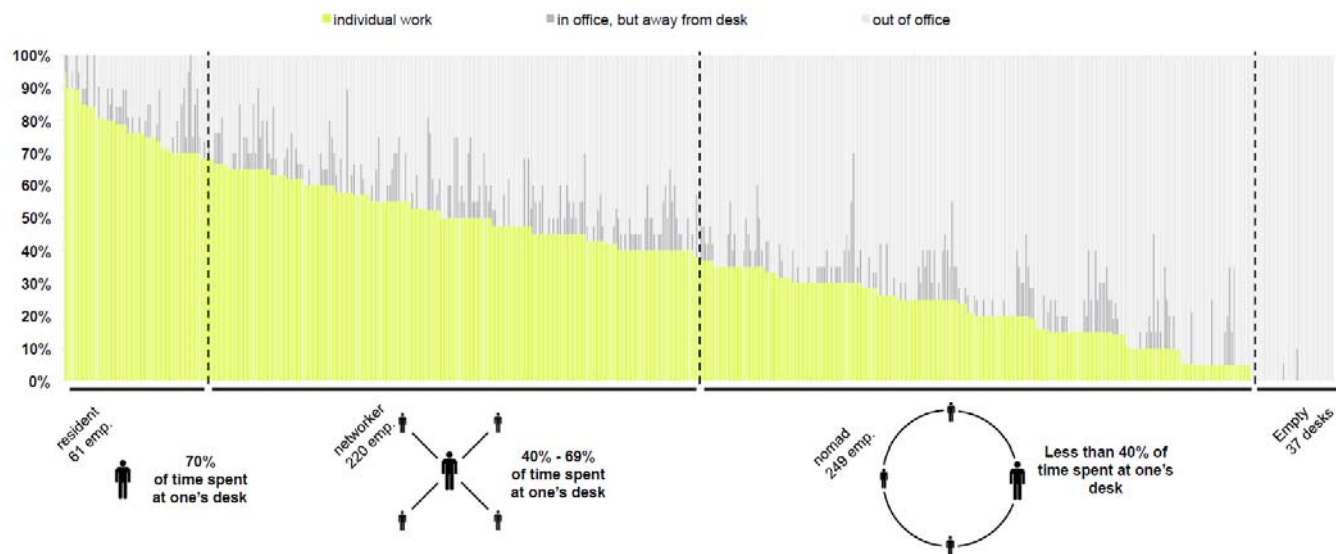 individual work
in office, but away from desk
out of office
100%
90%
80%
70%
60%
50%
40%
30%
20%
10%
0%
resident
61 emp.
70%
of time spent
at one's desk
networker
220 emp.
40% - 69%
of time spent
at one's desk
nomad
249 emp.
Less than 40% of
time spent at one's
desk
Empty
37 desks